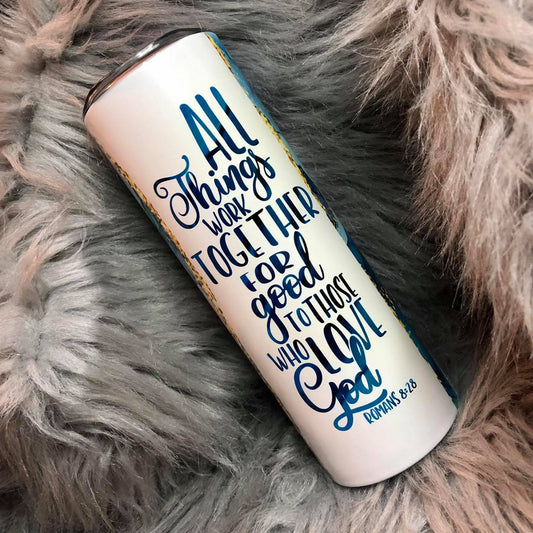 ALL
Things
WORK
TOGETHER
FOR
good
TO THOSE
WHO LOVE
God
ROMANS 8:28